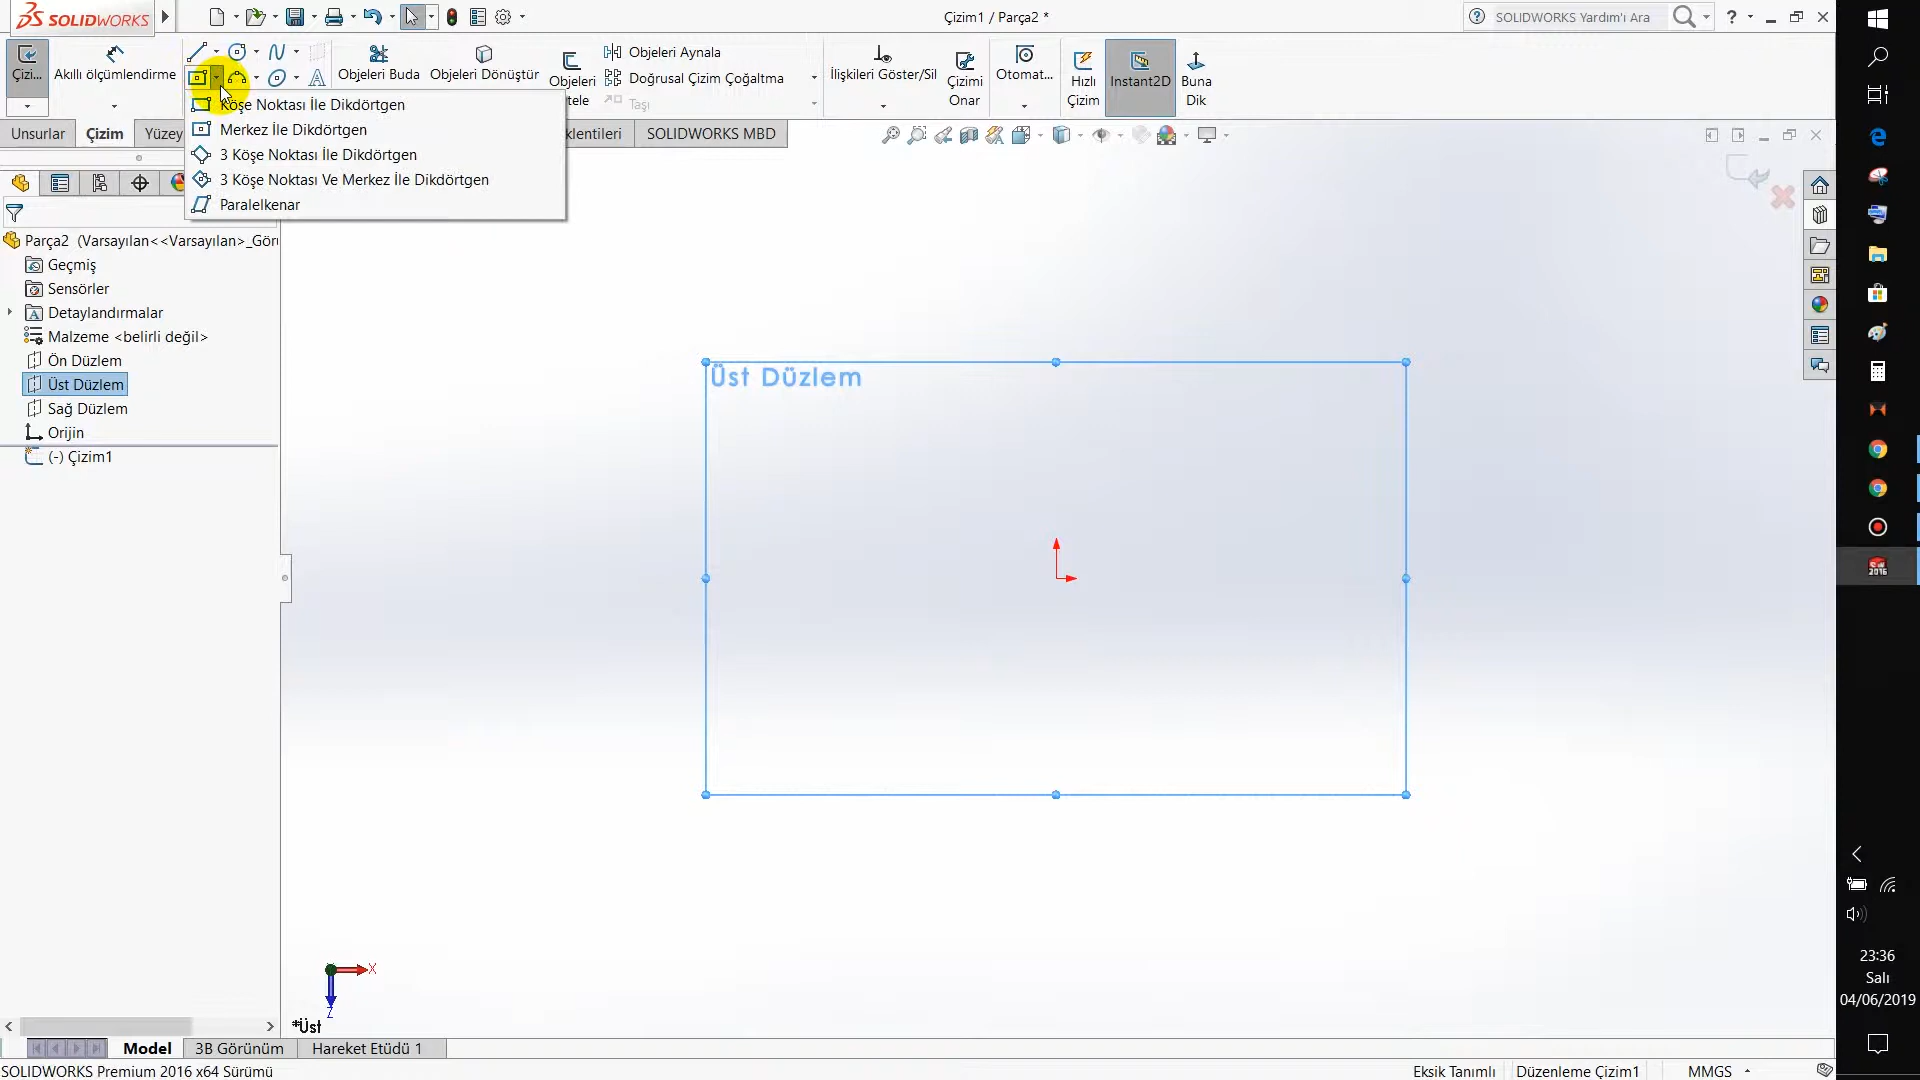 SOLIDWORKS
Çizim1 / Parça2 *
SOLIDWORKS Yardım'ı Ara
Çizi...
Akıllı ölçümlendirme
Objeleri Buda
Objeleri Dönüştür
Objeleri
Objeleri Aynala
Doğrusal Çizim Çoğaltma
Taşı
İlişkileri Göster/Sil
Çizimi
Onar
Otomat...
Hızlı
Çizim
Instant2D
Buna
Dik
Köşe Noktası İle Dikdörtgen
Merkez İle Dikdörtgen
3 Köşe Noktası İle Dikdörtgen
3 Köşe Noktası Ve Merkez İle Dikdörtgen
Paralelkenar
Unsurlar
Çizim
Yüzey
SOLIDWORKS MBD
Parça2 (Varsayılan<<Varsayılan>_Gör
Geçmiş
Sensörler
Detaylandırmalar
Malzeme <belirli değil>
Ön Düzlem
Üst Düzlem
Sağ Düzlem
Orijin
(-) Çizim1
Üst Düzlem
X
Z
*Üst
Model
3B Görünüm
Hareket Etüdü 1
SOLIDWORKS Premium 2016 x64 Sürümü
Eksik Tanımlı
Düzenleme Çizim1
MMGS
2016
23:36
Salı
04/06/2019